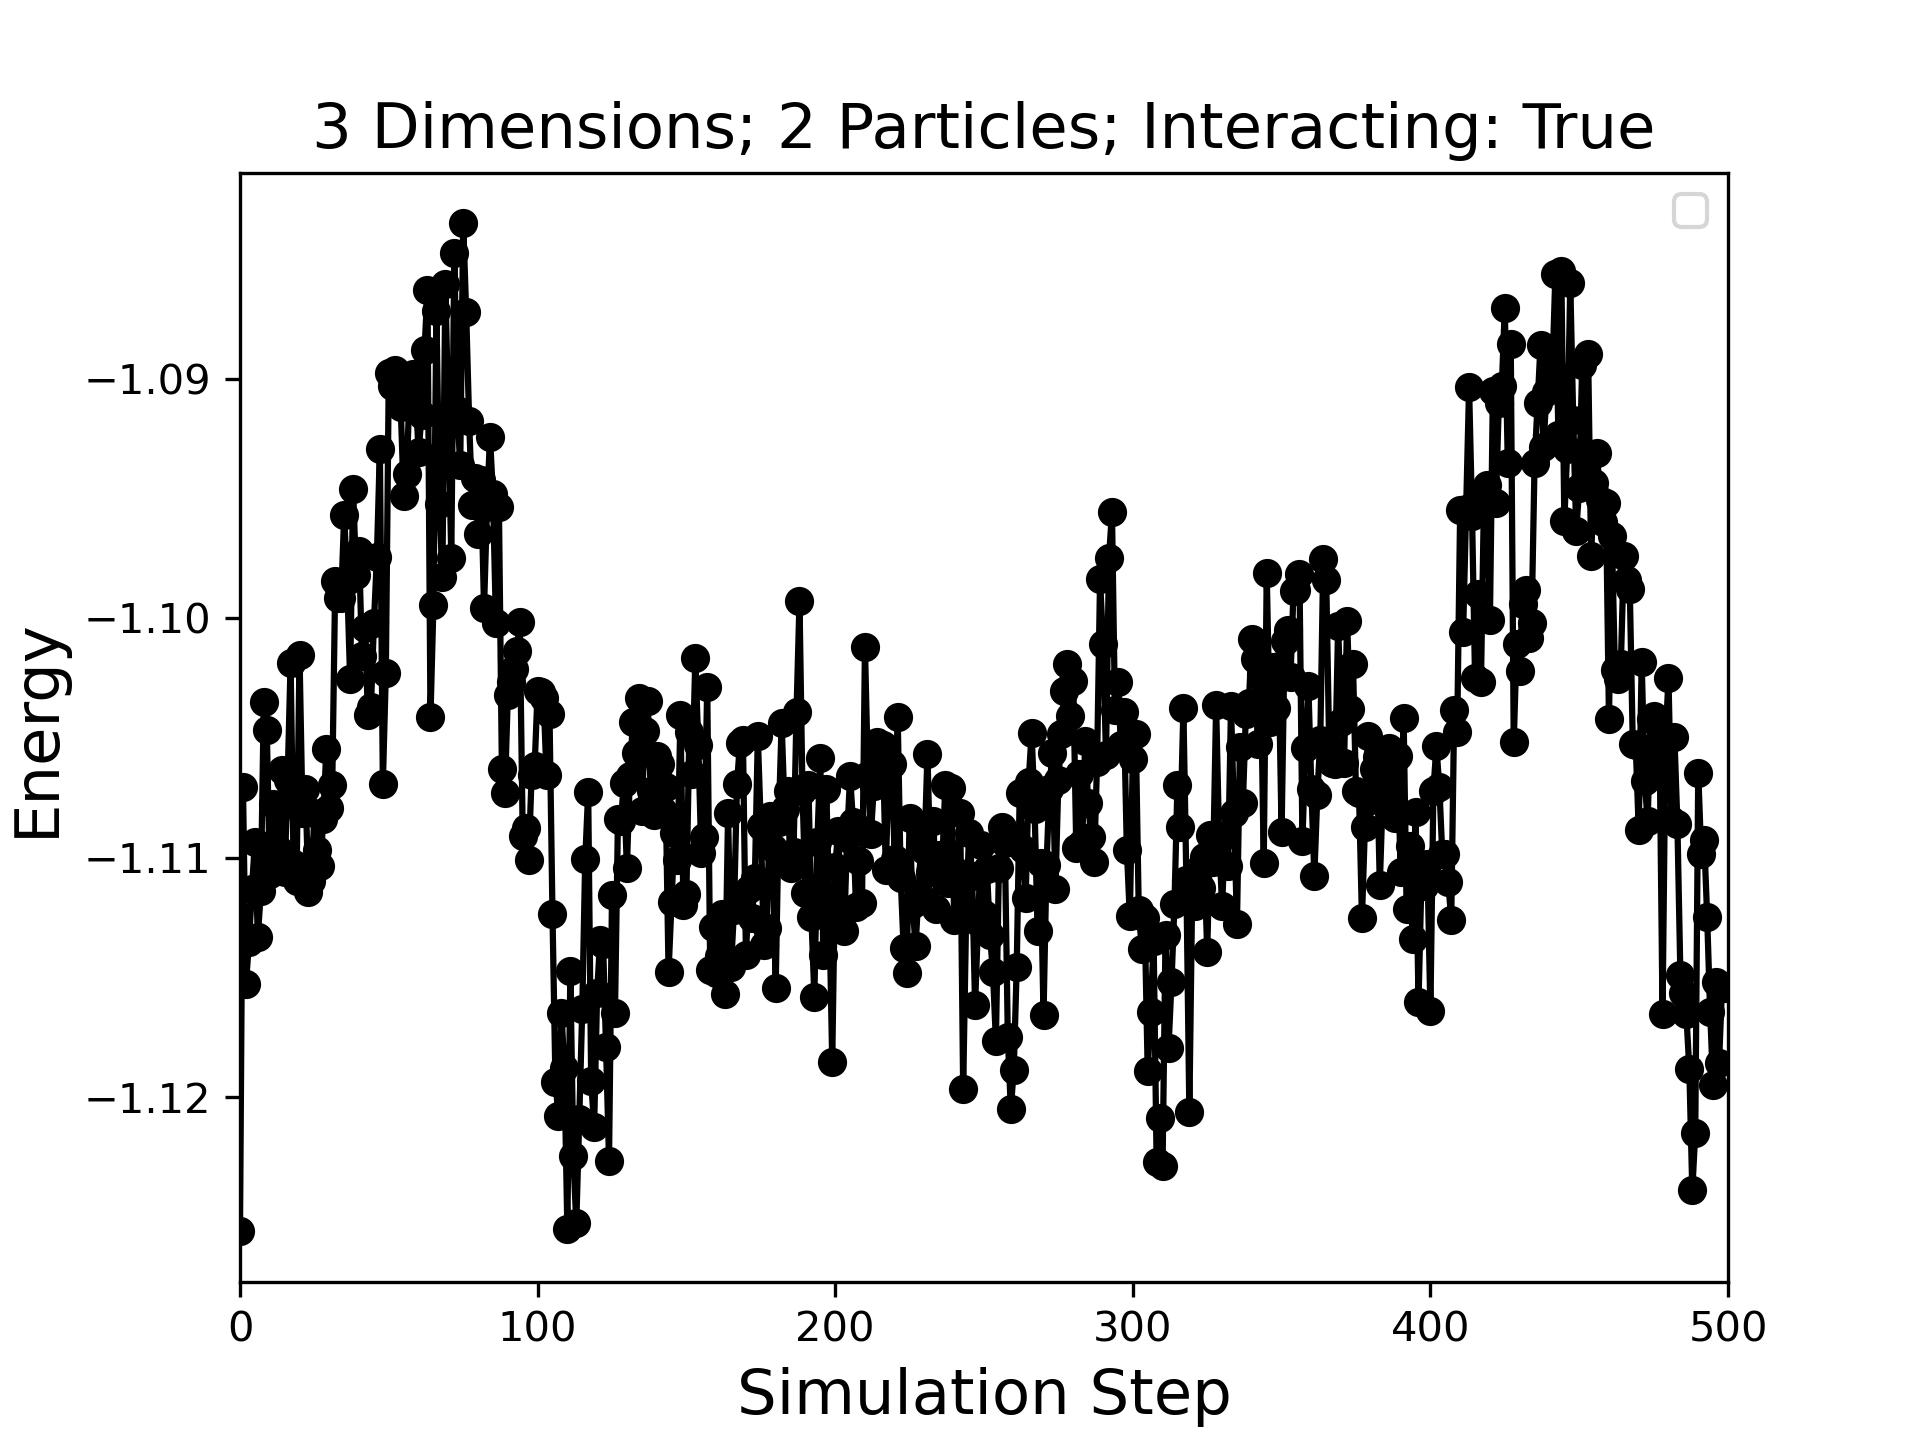 3 Dimensions; 2 Particles; Interacting: True
Energy
−1.09
−1.10
−1.11
−1.12
0 100 200 300 400 500
Simulation Step